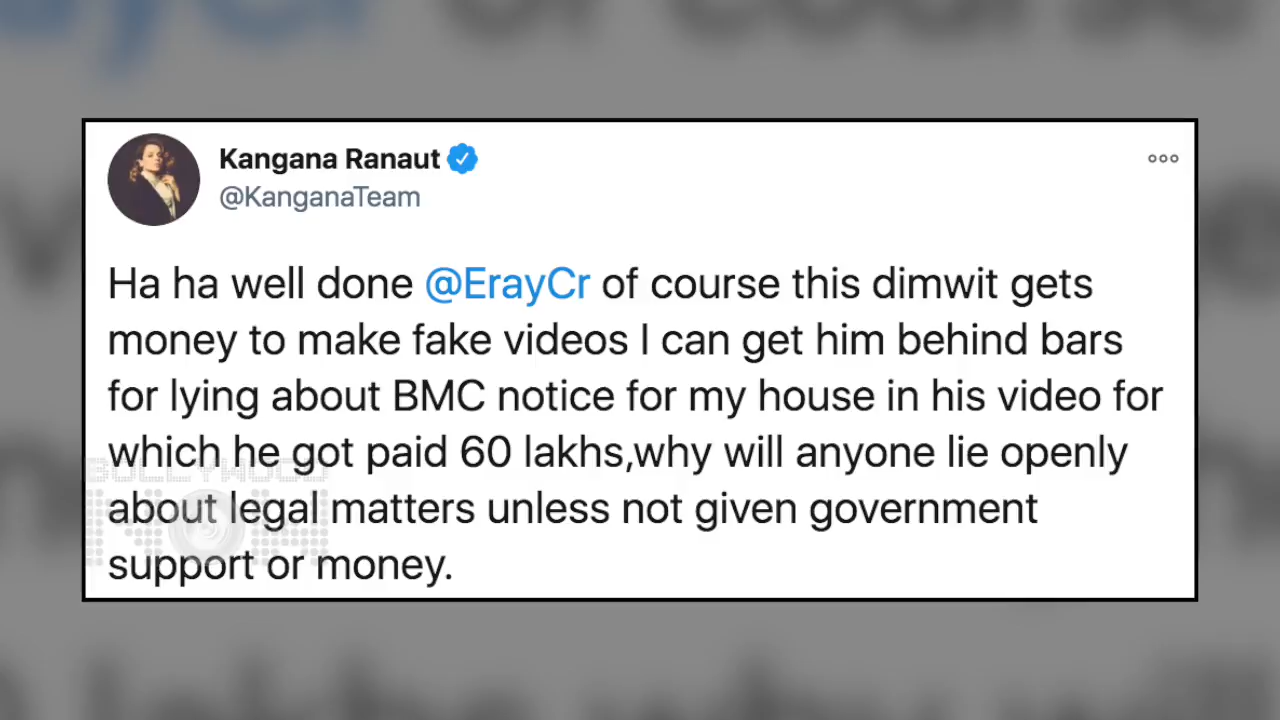 Kangana Ranaut
@KanganaTeam
Ha ha well done @ErayCr of course this dimwit gets
money to make fake videos I can get him behind bars
for lying about BMC notice for my house in his video for
which he got paid 60 lakhs,why will anyone lie openly
about legal matters unless not given government
support or money.
BOLLYWOOD
NOW